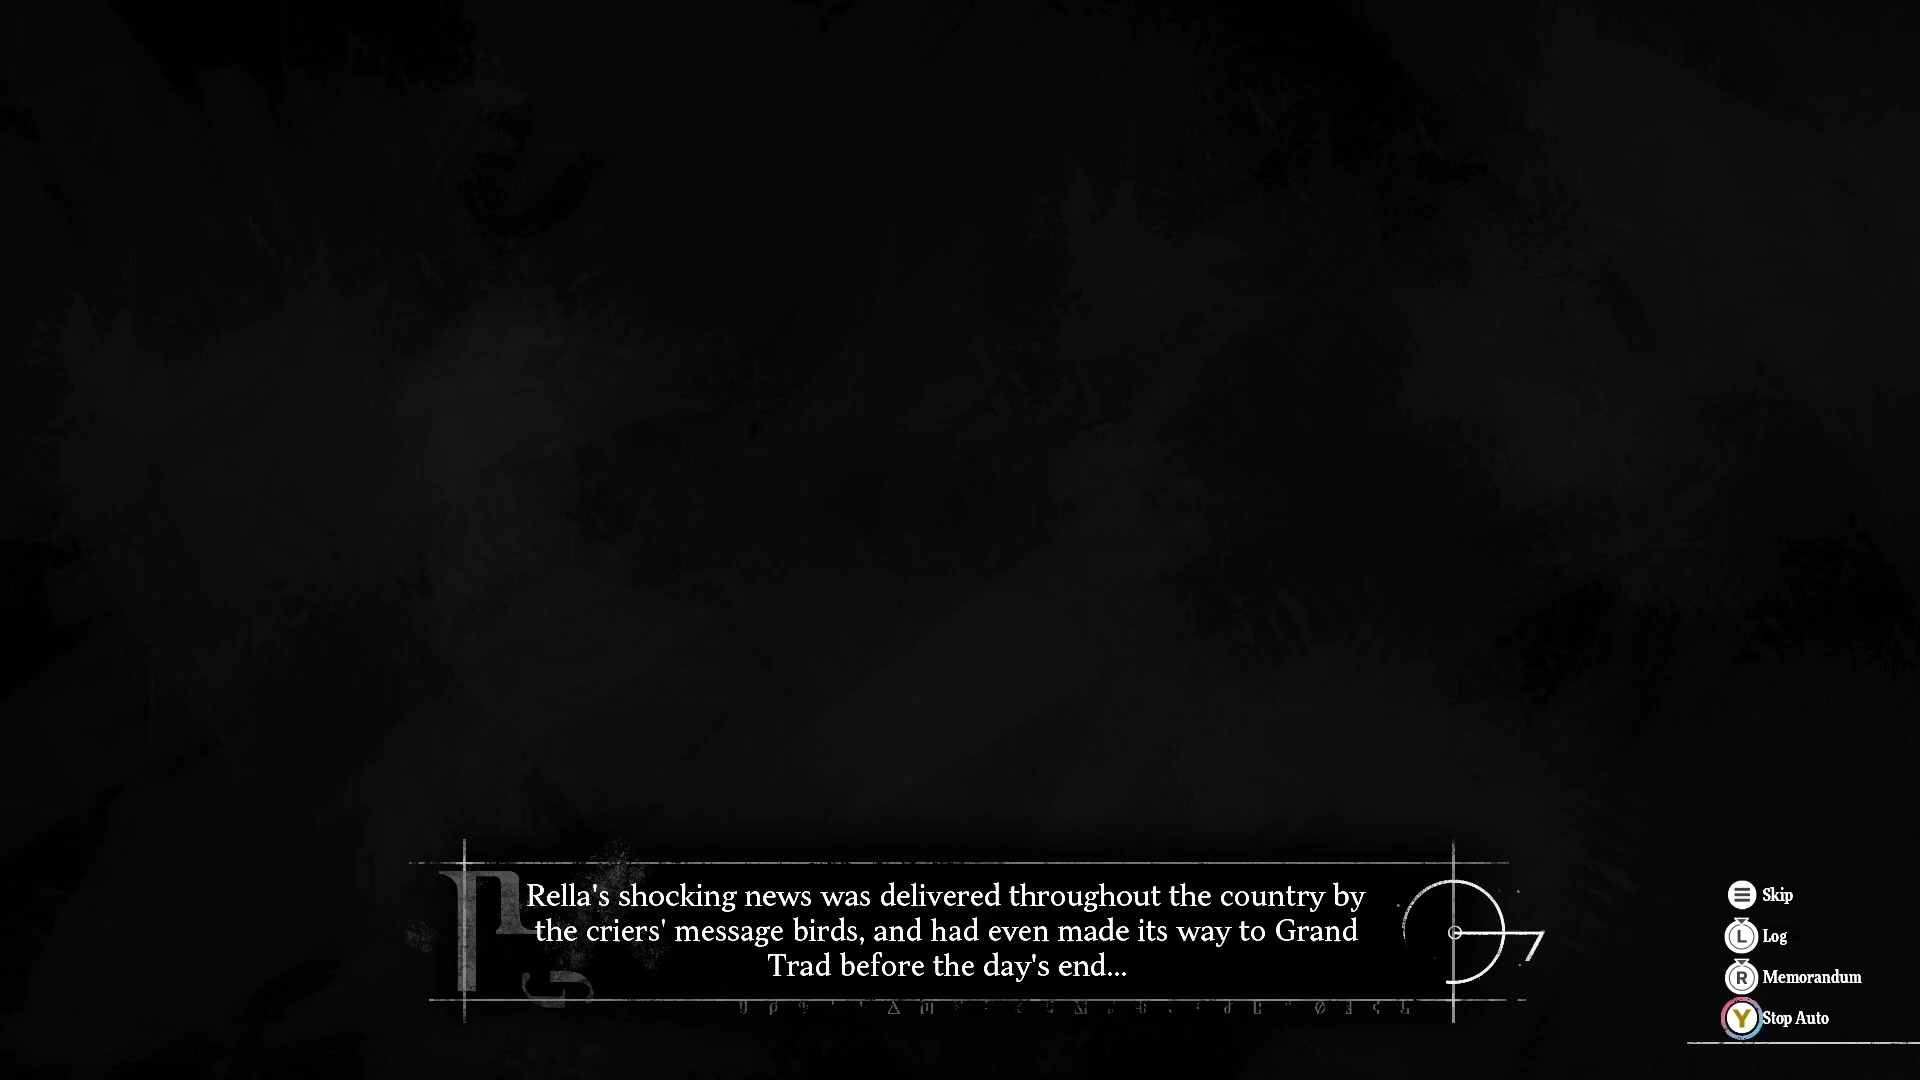 Rella's shocking news was delivered throughout the country by
the criers' message birds, and had even made its way to Grand
Trad before the day's end...
Skip
L Log
R Memorandum
Y Stop Auto